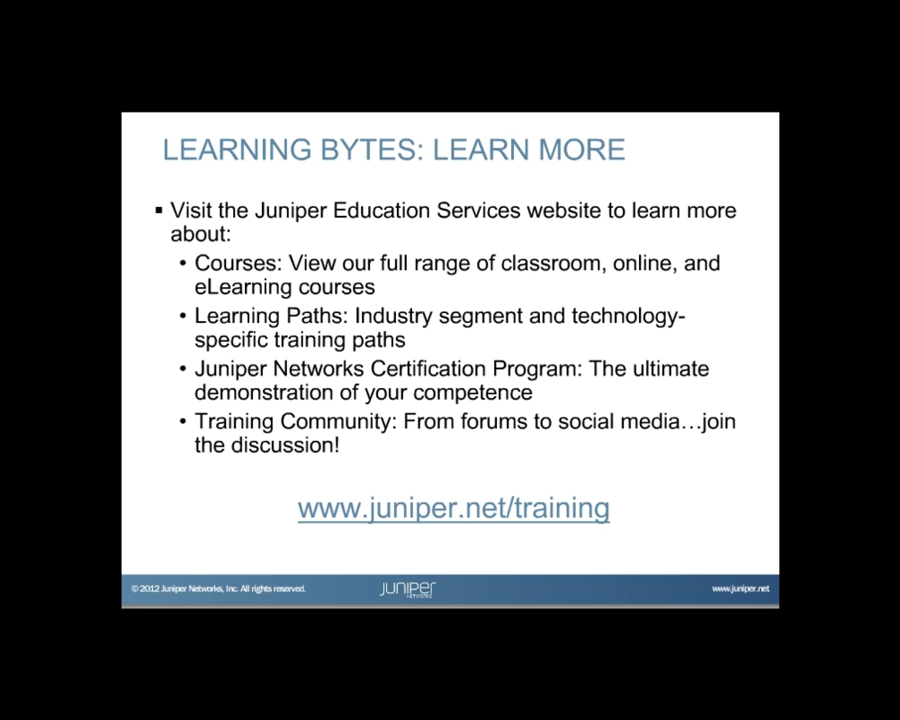 LEARNING BYTES: LEARN MORE
▪ Visit the Juniper Education Services website to learn more
about:
• Courses: View our full range of classroom, online, and
eLearning courses
• Learning Paths: Industry segment and technology-
specific training paths
• Juniper Networks Certification Program: The ultimate
demonstration of your competence
• Training Community: From forums to social media…join
the discussion!
www.juniper.net/training
© 2012 Juniper Networks, Inc. All rights reserved.
JUNIPER
NETWORKS
www.juniper.net